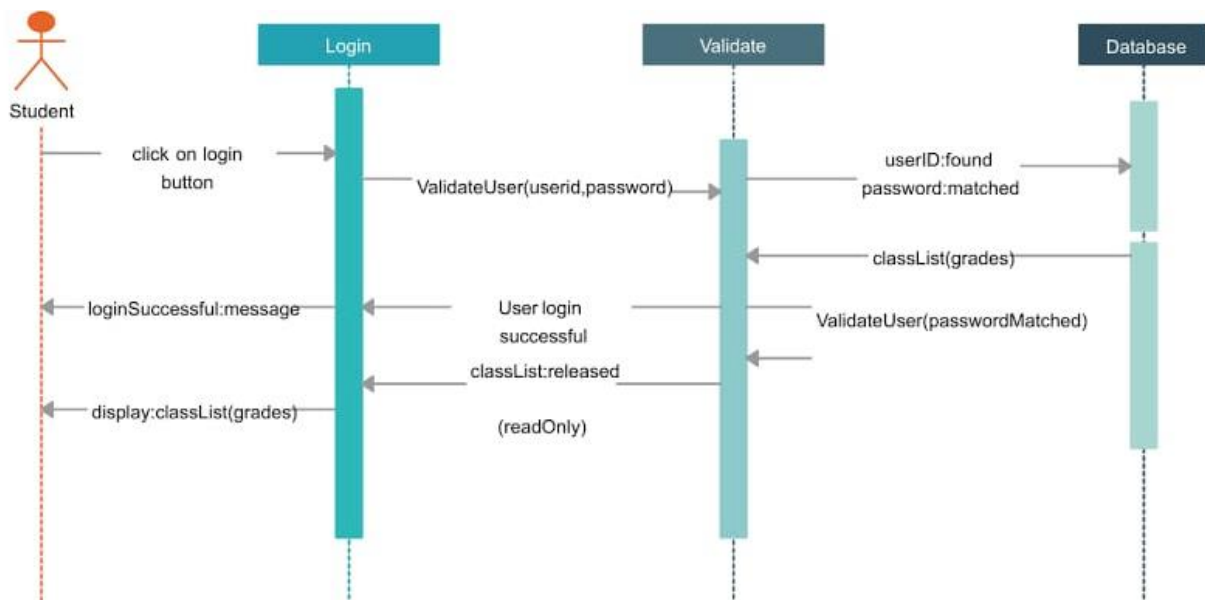 Login
Validate
Database
Student
click on login
button
ValidateUser(userid,password)
userID:found
password:matched
classList(grades)
loginSuccessful:message
User login
successful
ValidateUser(passwordMatched)
classList:released
(readOnly)
display:classList(grades)